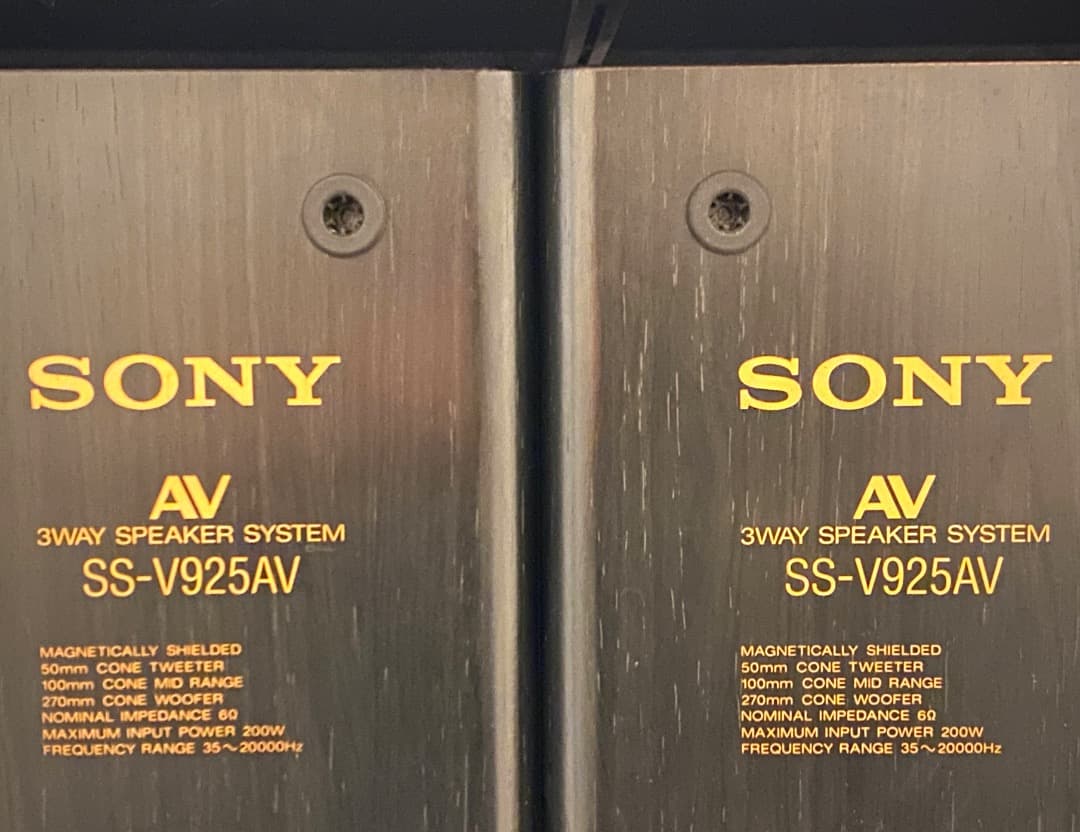 SONY
AV
3WAY SPEAKER SYSTEM
SS-V925AV
MAGNETICALLY SHIELDED
50mm CONE TWEETER
100mm CONE MID RANGE
270mm CONE WOOFER
NOMINAL IMPEDANCE 6Ω
MAXIMUM INPUT POWER 200W
FREQUENCY RANGE 35～20000Hz
SONY
AV
3WAY SPEAKER SYSTEM
SS-V925AV
MAGNETICALLY SHIELDED
50mm CONE TWEETER
100mm CONE MID RANGE
270mm CONE WOOFER
NOMINAL IMPEDANCE 6Ω
MAXIMUM INPUT POWER 200W
FREQUENCY RANGE 35～20000Hz